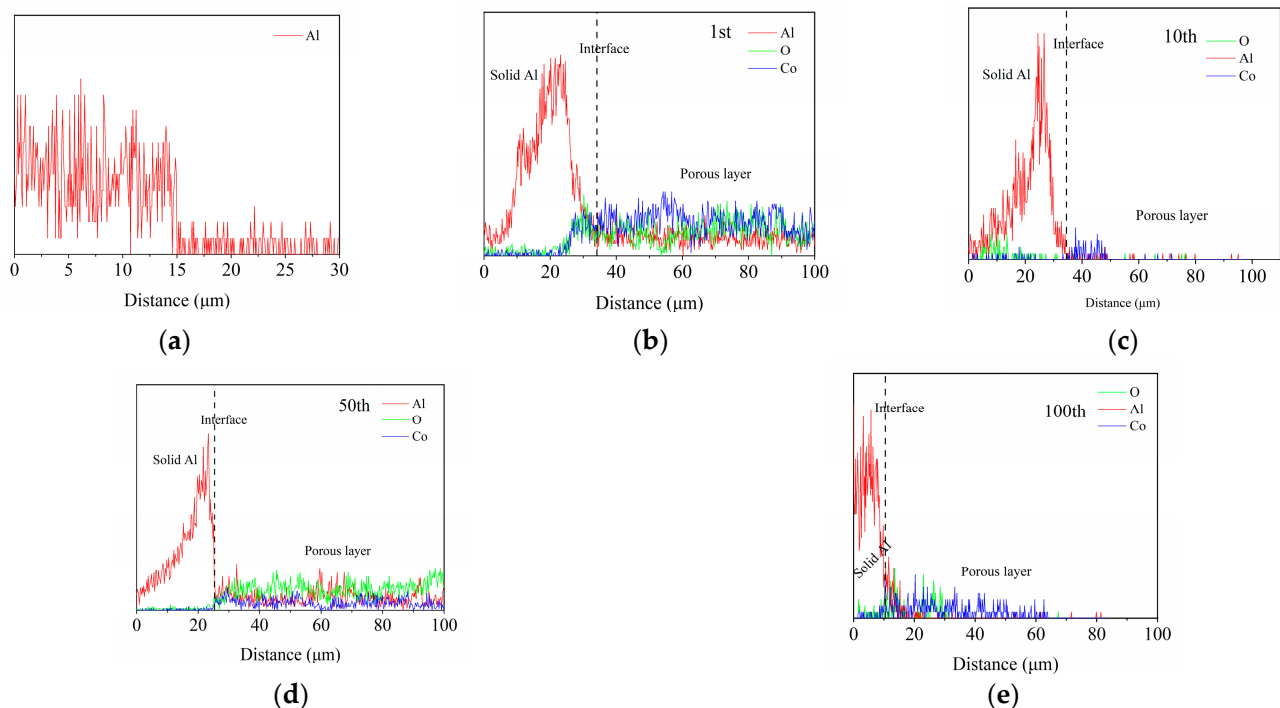 Al
0 5 10 15 20 25 30
Distance (μm)
(a)
1st
Al
O
Co
Interface
Solid Al
Porous layer
0 20 40 60 80 100
Distance (μm)
(b)
10th
O
Al
Co
Interface
Solid Al
Porous layer
0 20 40 60 80 100
Distance (μm)
(c)
50th
Al
O
Co
Interface
Solid Al
Porous layer
0 20 40 60 80 100
Distance (μm)
(d)
100th
O
Al
Co
Interface
Solid Al
Porous layer
0 20 40 60 80 100
Distance (μm)
(e)